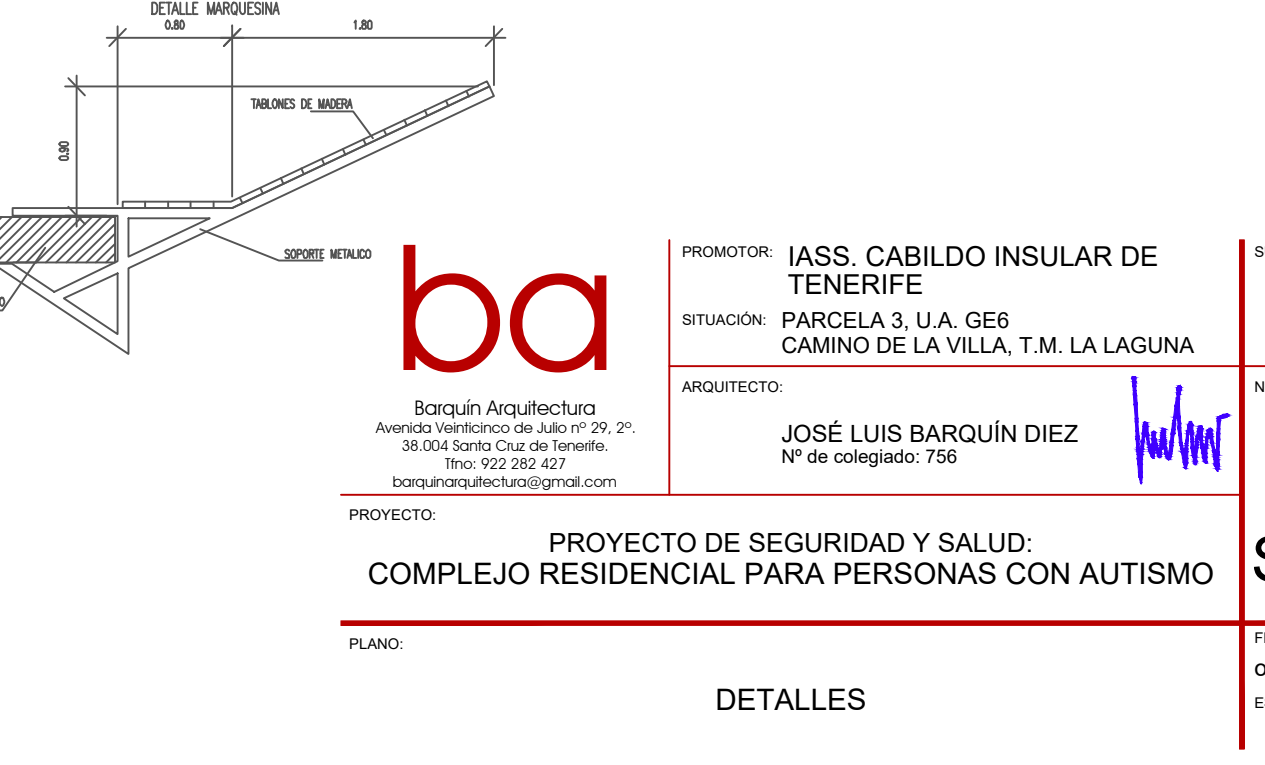 DETALLE MARQUESINA
0.80
1.80
TABLONES DE MADERA
0.90
SOPORTE METALICO
ba
Barquín Arquitectura
Avenida Veinticinco de Julio nº 29, 2º.
38.004 Santa Cruz de Tenerife.
Tfno: 922 282 427
barquinarquitectura@gmail.com
PROMOTOR: IASS. CABILDO INSULAR DE
TENERIFE
SITUACIÓN: PARCELA 3, U.A. GE6
CAMINO DE LA VILLA, T.M. LA LAGUNA
ARQUITECTO:
JOSÉ LUIS BARQUÍN DIEZ
Nº de colegiado: 756
PROYECTO:
PROYECTO DE SEGURIDAD Y SALUD:
COMPLEJO RESIDENCIAL PARA PERSONAS CON AUTISMO
PLANO:
DETALLES